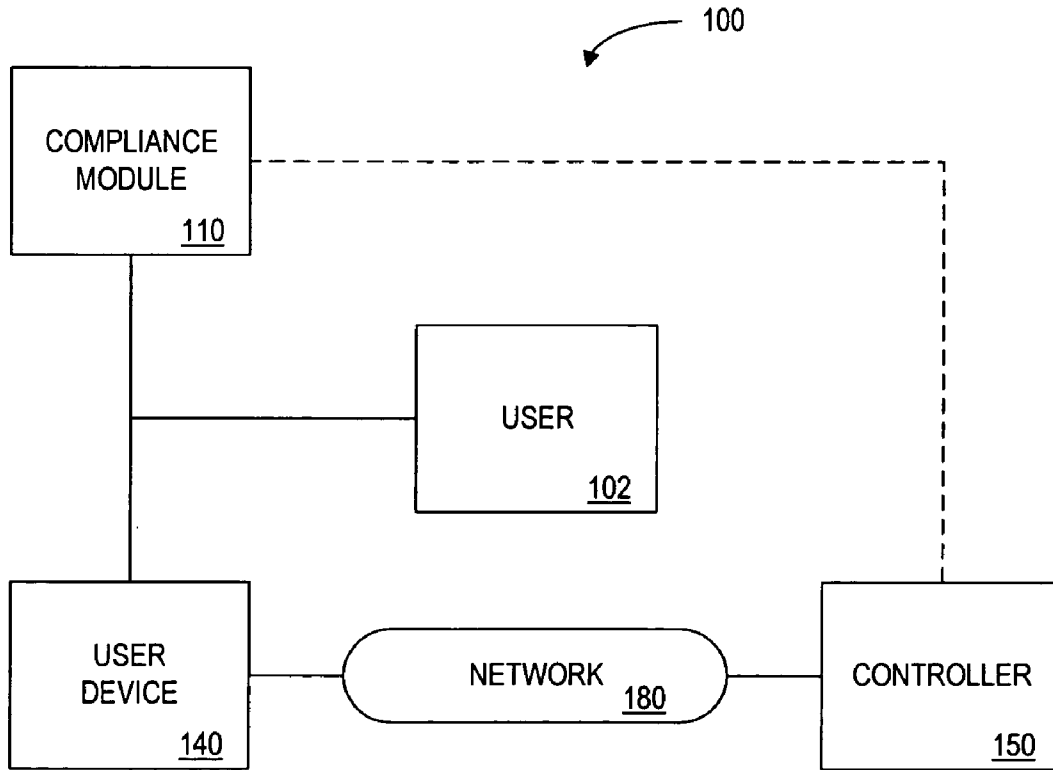 100
COMPLIANCE
MODULE
110
USER
102
USER
DEVICE
140
NETWORK
180
CONTROLLER
150